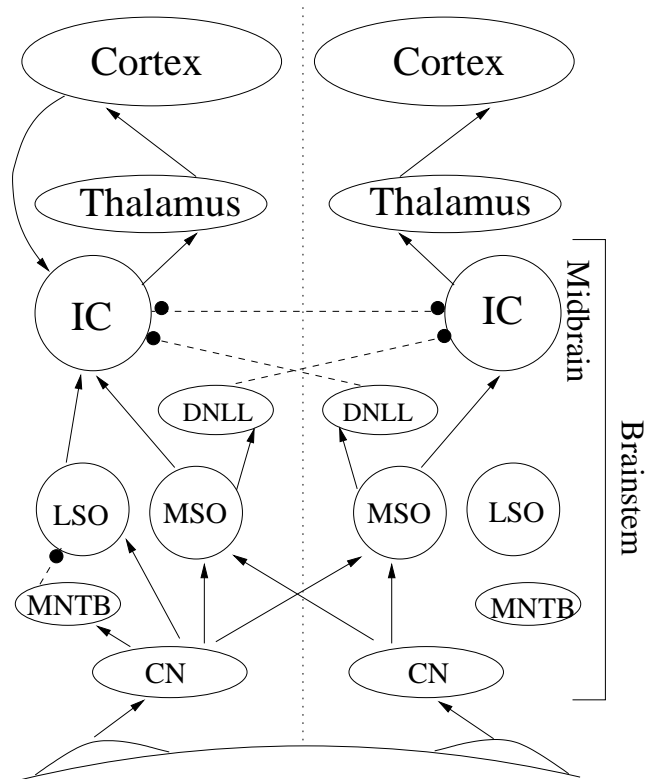 Cortex Cortex
Thalamus Thalamus
IC IC
Midbrain
DNLL DNLL
Brainstem
LSO MSO MSO LSO
MNTB MNTB
CN CN